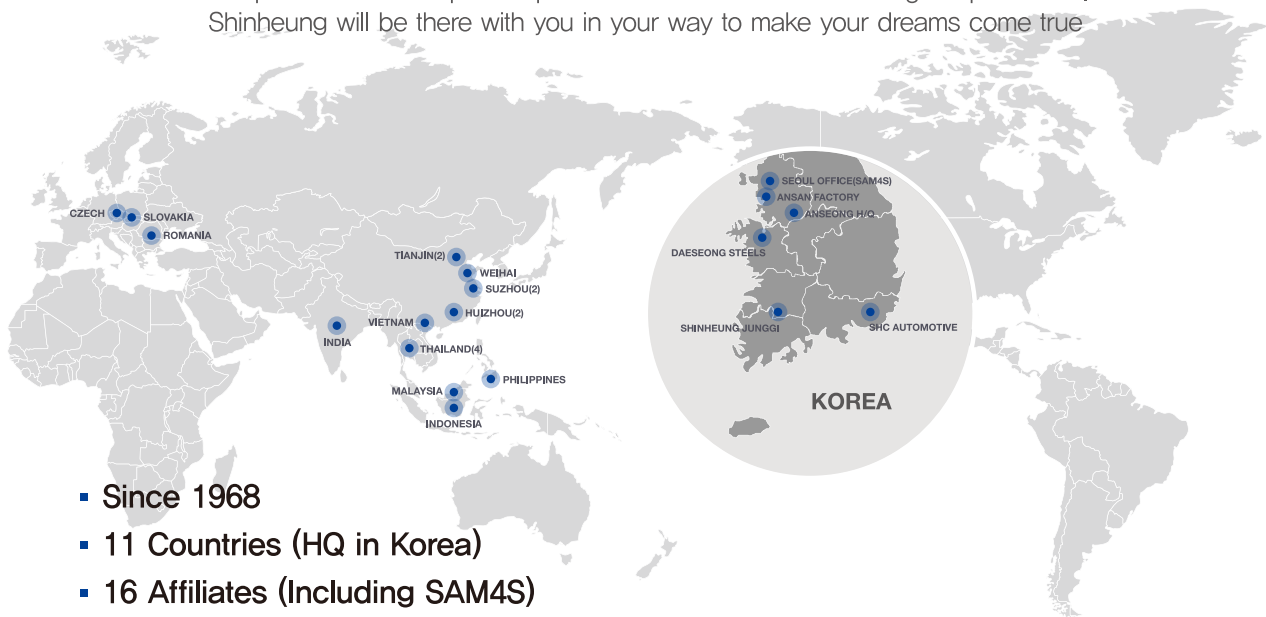 Shinheung will be there with you in your way to make your dreams come true
CZECH
SLOVAKIA
ROMANIA
TIANJIN(2)
WEIHAI
SUZHOU(2)
HUIZHOU(2)
VIETNAM
INDIA
THAILAND(4)
PHILIPPINES
MALAYSIA
INDONESIA
SEOUL OFFICE(SAM4S)
ANSAN FACTORY
ANSEONG H/Q
DAESEONG STEELS
SHINHEUNG JUNGGI
SHC AUTOMOTIVE
KOREA
▪ Since 1968
▪ 11 Countries (HQ in Korea)
▪ 16 Affiliates (Including SAM4S)